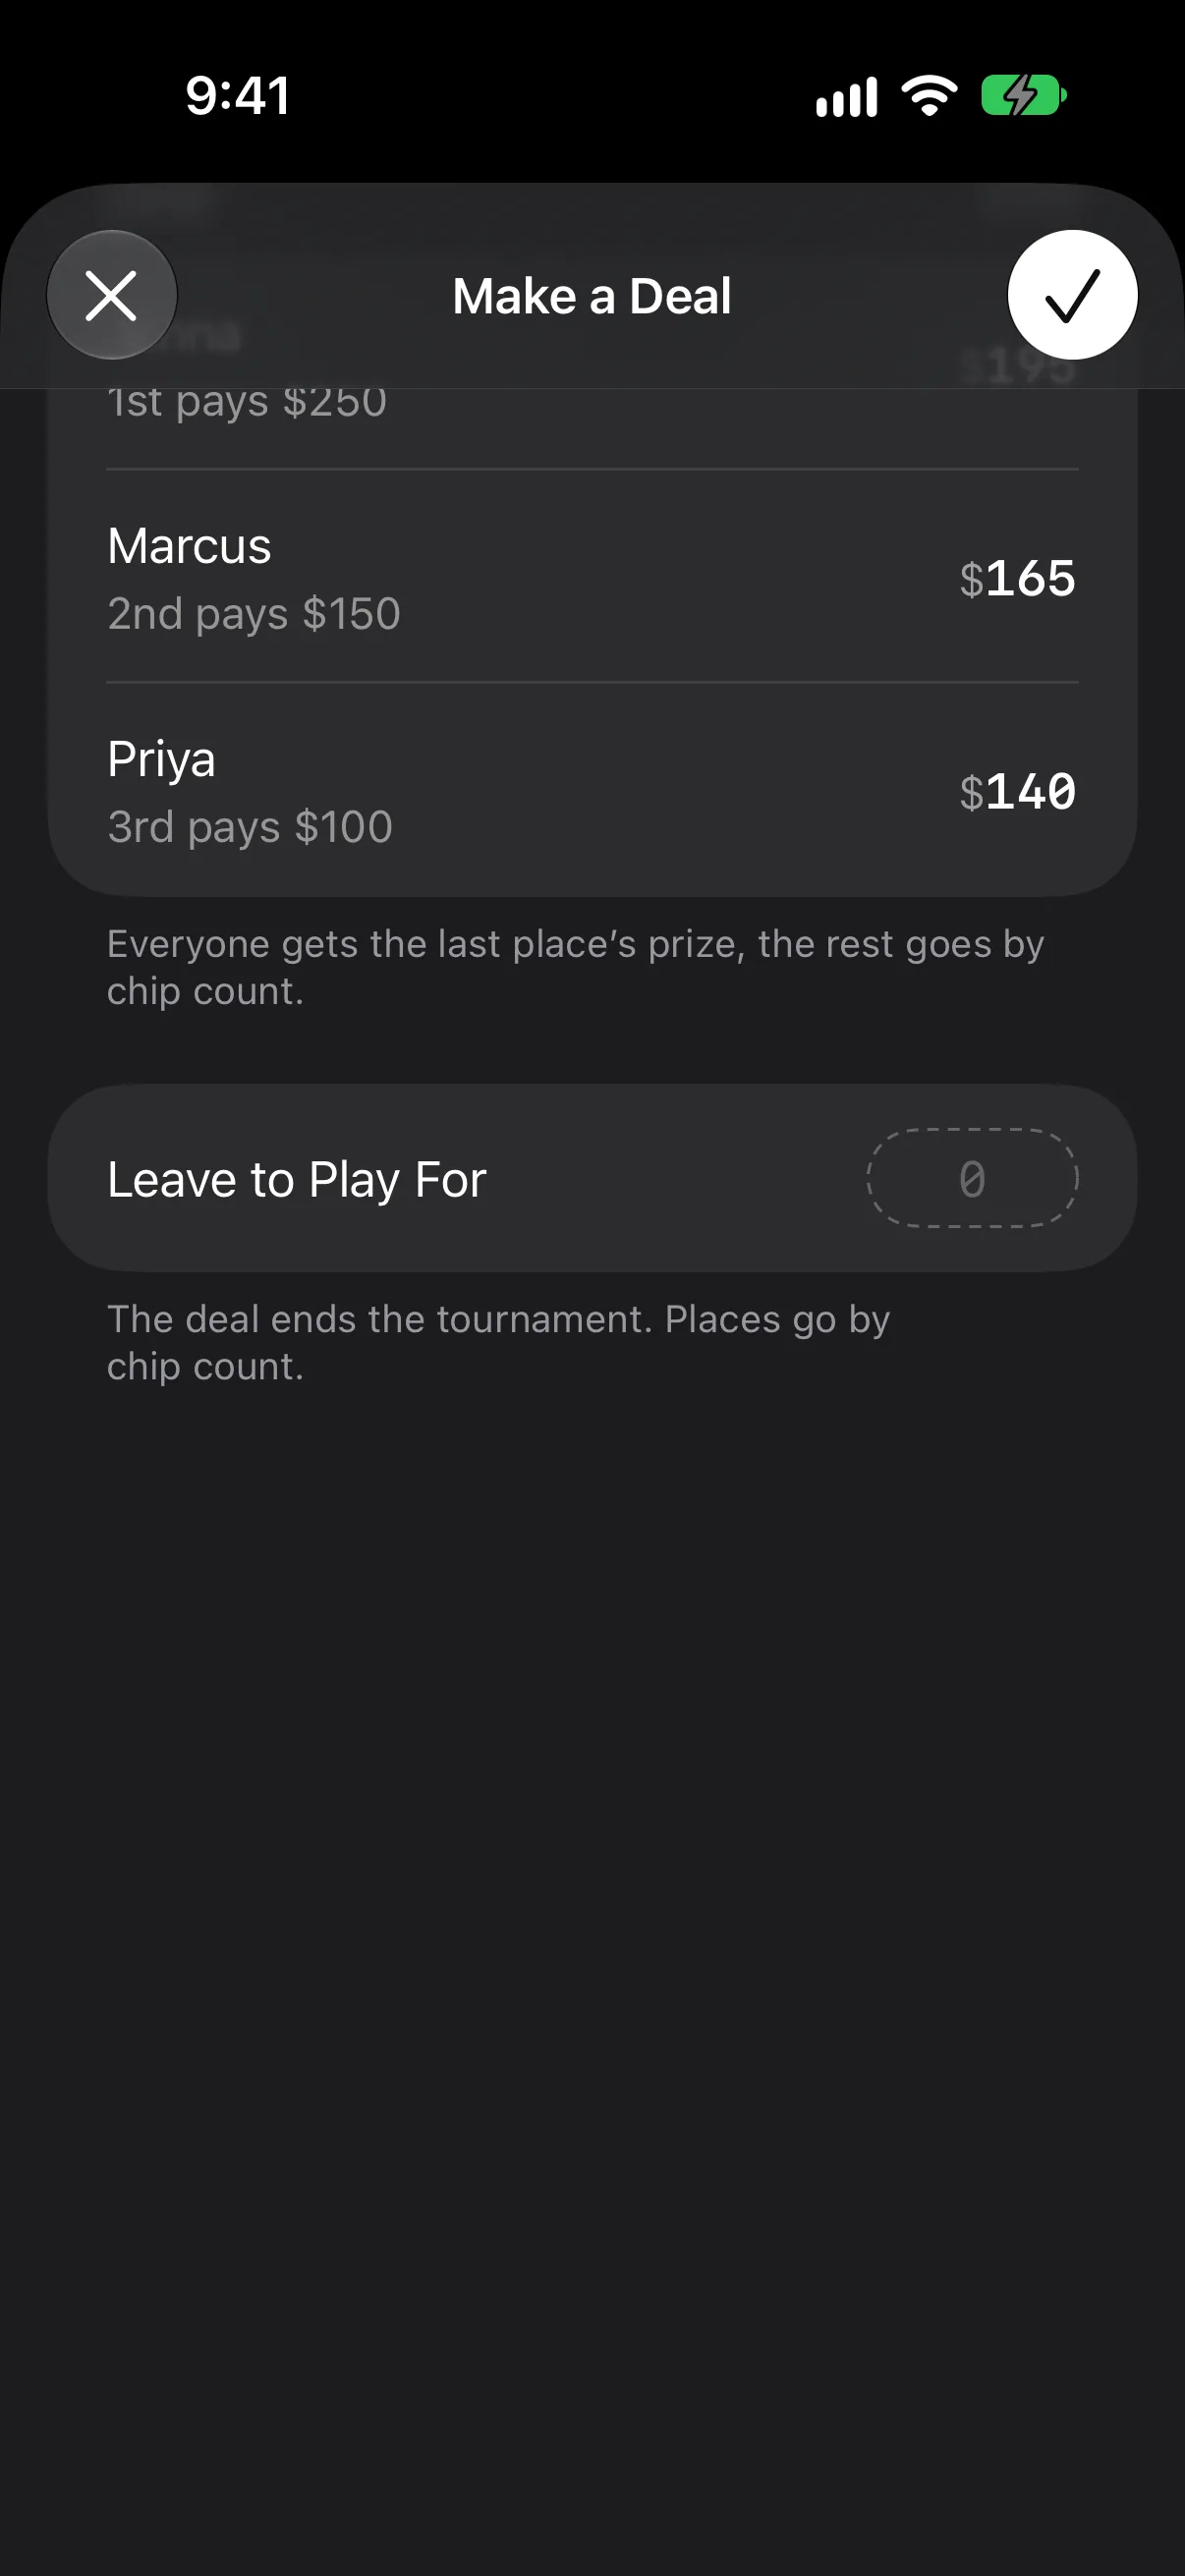 9:41
Make a Deal
$195
1st pays $250
Marcus
$165
2nd pays $150
Priya
$140
3rd pays $100
Everyone gets the last place’s prize, the rest goes by
chip count.
Leave to Play For
0
The deal ends the tournament. Places go by
chip count.